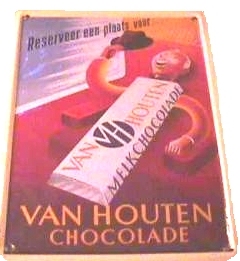 Reserveer een plaats voor
VAN VH HOUTEN
MELKCHOCOLADE
VAN HOUTEN
CHOCOLADE